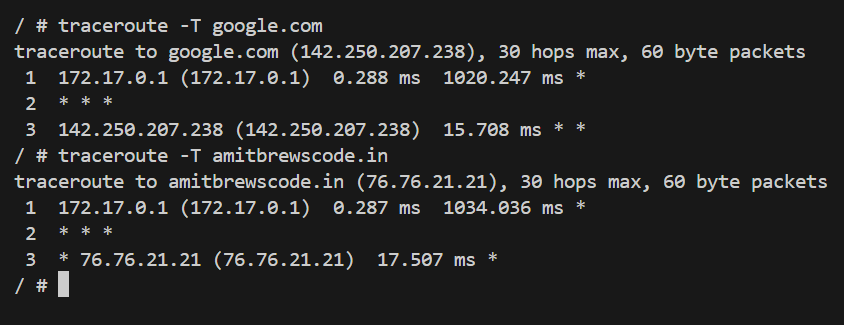 / # traceroute -T google.com
traceroute to google.com (142.250.207.238), 30 hops max, 60 byte packets
 1  172.17.0.1 (172.17.0.1)  0.288 ms  1020.247 ms *
 2  * * *
 3  142.250.207.238 (142.250.207.238)  15.708 ms * *
/ # traceroute -T amitbrewscode.in
traceroute to amitbrewscode.in (76.76.21.21), 30 hops max, 60 byte packets
 1  172.17.0.1 (172.17.0.1)  0.287 ms  1034.036 ms *
 2  * * *
 3  * 76.76.21.21 (76.76.21.21)  17.507 ms *
/ #